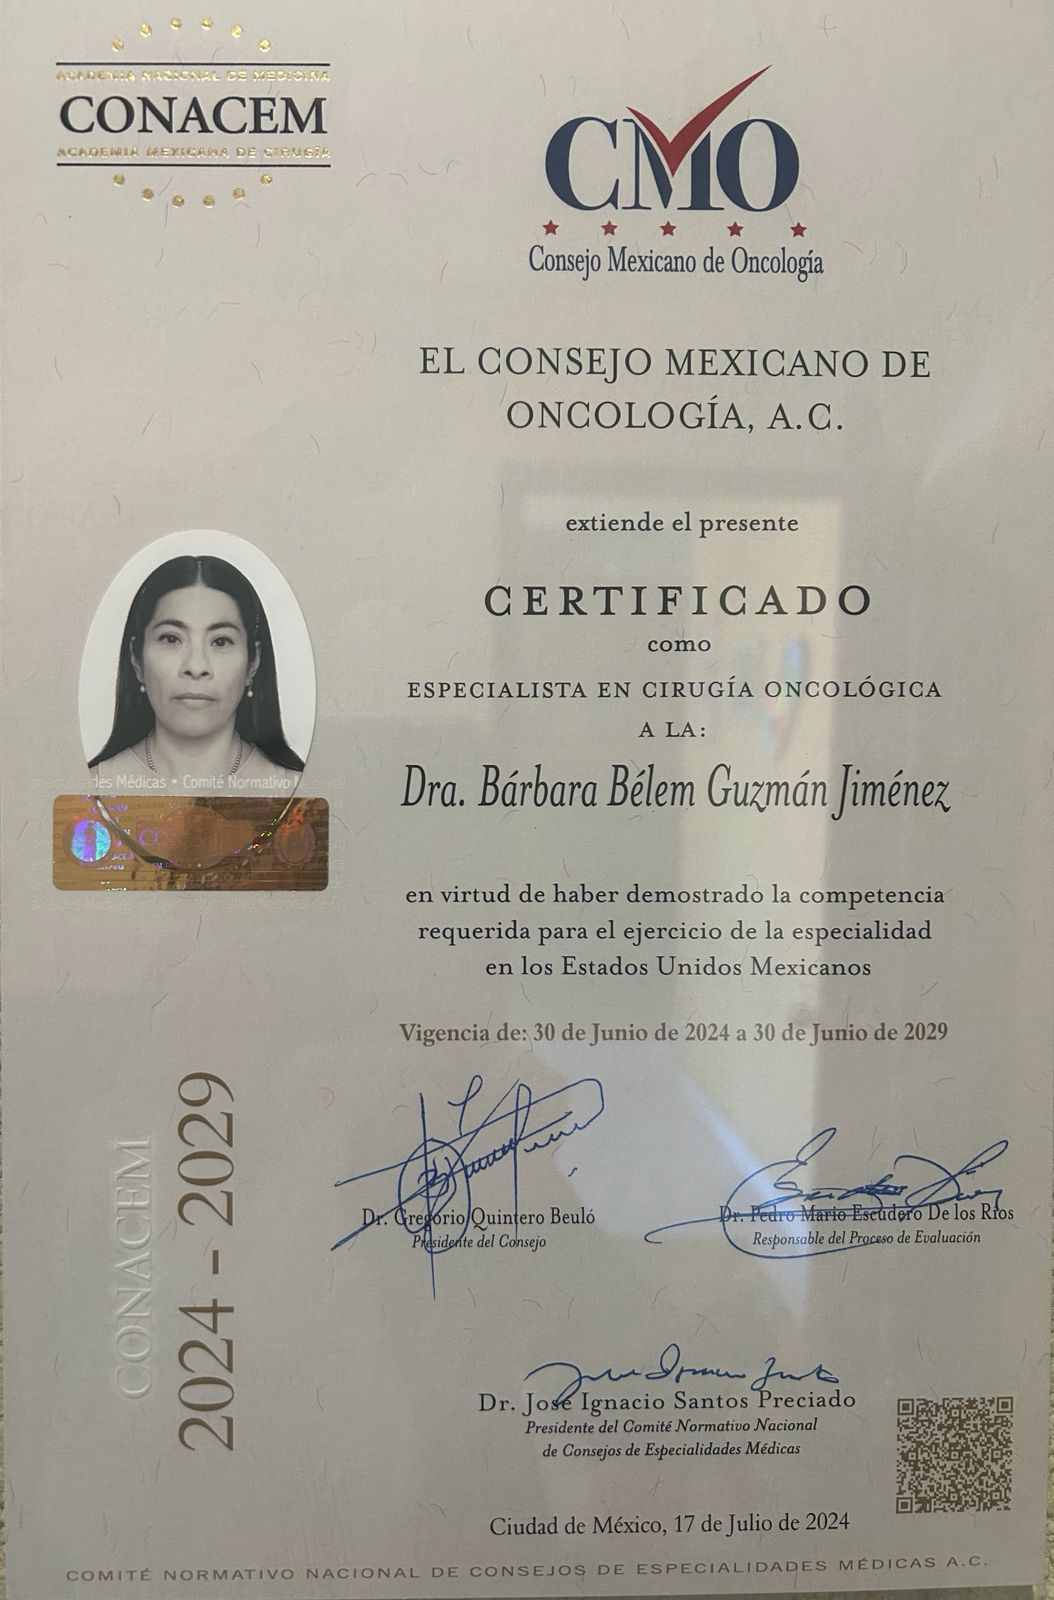 ACADEMIA NACIONAL DE MEDICINA
CONACEM
ACADEMIA MEXICANA DE CIRUGÍA
CMO
Consejo Mexicano de Oncología
EL CONSEJO MEXICANO DE
ONCOLOGÍA, A.C.
extiende el presente
CERTIFICADO
como
ESPECIALISTA EN CIRUGÍA ONCOLÓGICA
A LA:
Dra. Bárbara Bélem Guzmán Jiménez
des Médicas • Comité Normativo N
en virtud de haber demostrado la competencia
requerida para el ejercicio de la especialidad
en los Estados Unidos Mexicanos
Vigencia de: 30 de Junio de 2024 a 30 de Junio de 2029
CONACEM
2024 - 2029
Dr. Gregorio Quintero Beuló
Presidente del Consejo
Dr. Pedro Mario Escudero De los Ríos
Responsable del Proceso de Evaluación
Dr. José Ignacio Santos Preciado
Presidente del Comité Normativo Nacional
de Consejos de Especialidades Médicas
Ciudad de México, 17 de Julio de 2024
COMITÉ NORMATIVO NACIONAL DE CONSEJOS DE ESPECIALIDADES MÉDICAS A.C.